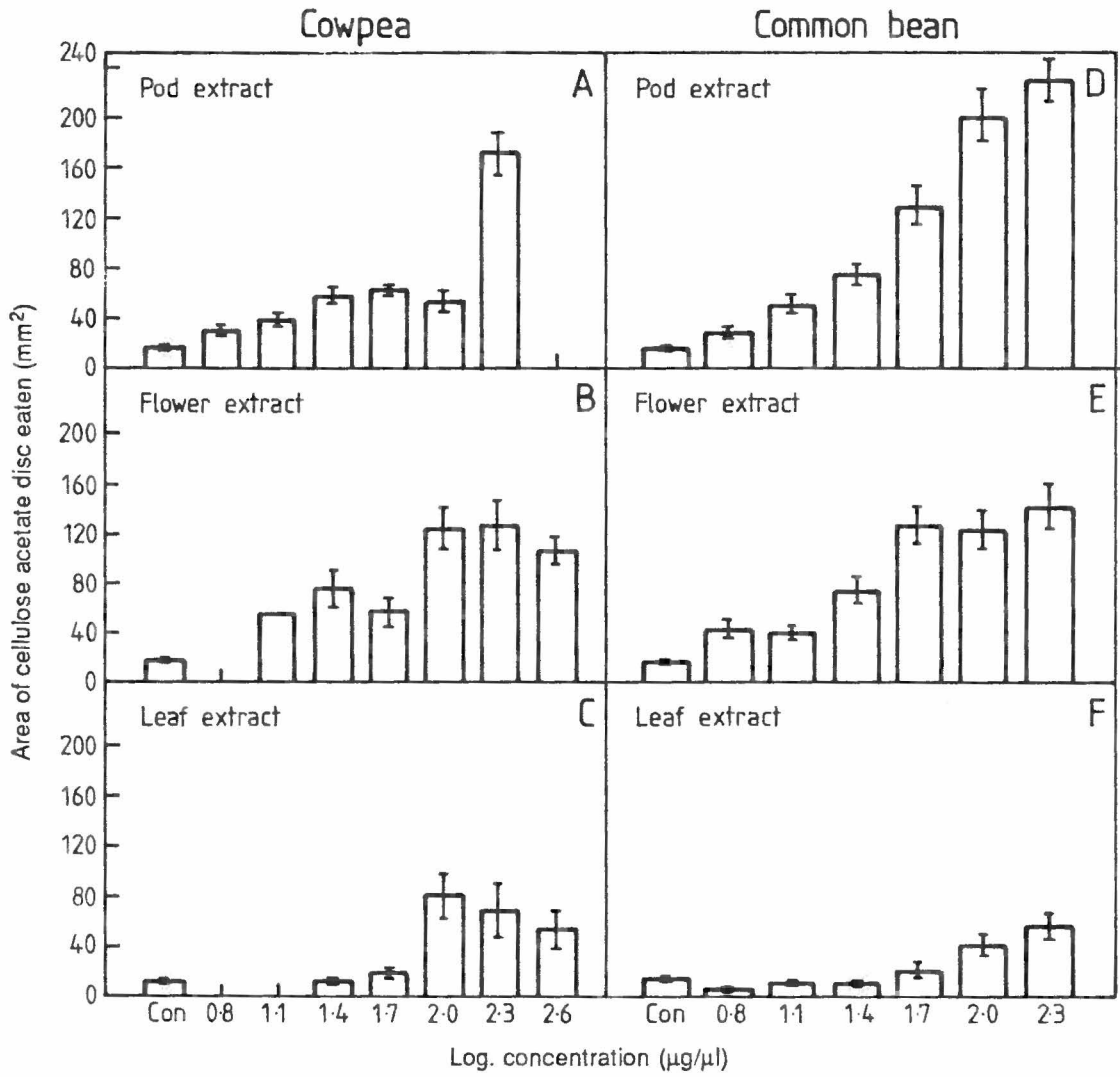 Cowpea
Common bean
Area of cellulose acetate disc eaten (mm²)
240
200
160
120
80
40
0
Pod extract
A
Pod extract
D
200
160
120
80
40
0
Flower extract
B
Flower extract
E
200
160
120
80
40
0
Leaf extract
C
Leaf extract
F
Con 0·8 1·1 1·4 1·7 2·0 2·3 2·6
Con 0·8 1·1 1·4 1·7 2·0 2·3
Log. concentration (µg/µl)